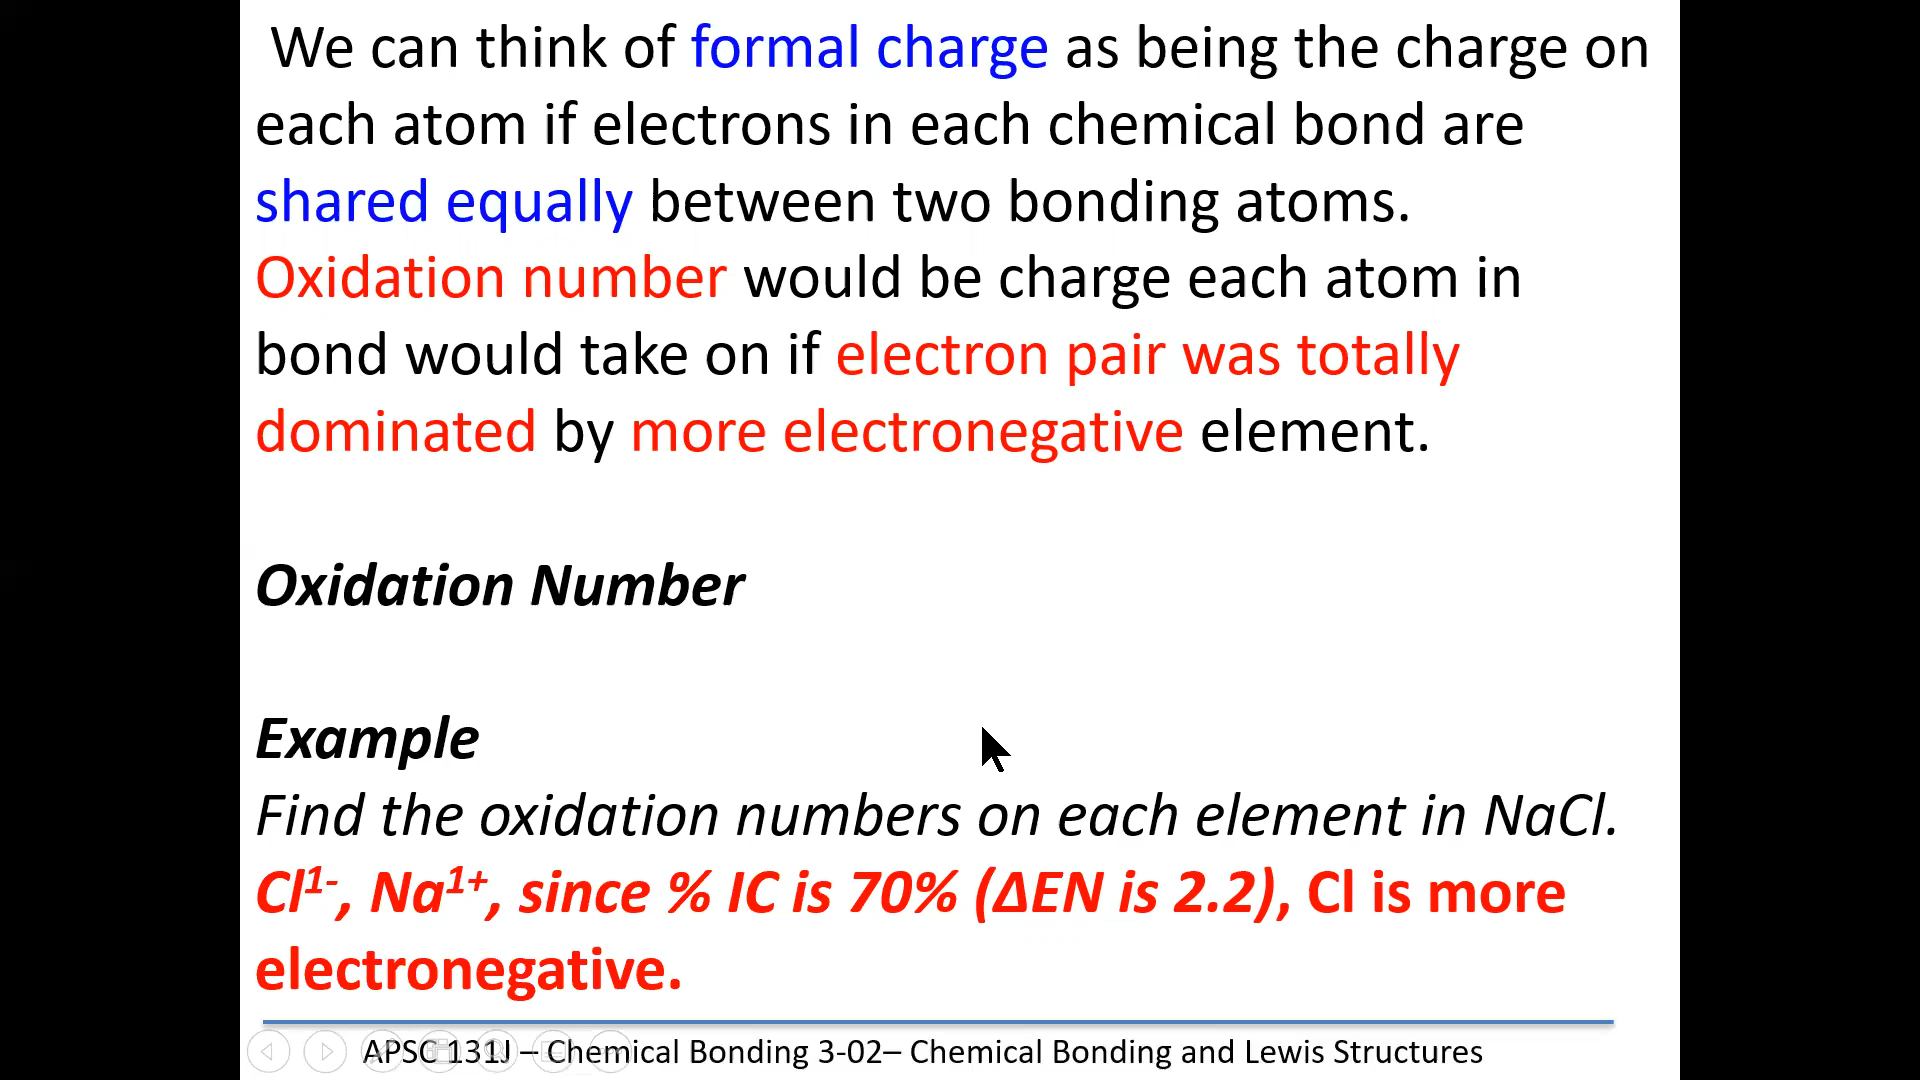 We can think of formal charge as being the charge on
each atom if electrons in each chemical bond are
shared equally between two bonding atoms.
Oxidation number would be charge each atom in
bond would take on if electron pair was totally
dominated by more electronegative element.
Oxidation Number
Example
Find the oxidation numbers on each element in NaCl.
Cl¹⁻, Na¹⁺, since % IC is 70% (ΔEN is 2.2), Cl is more
electronegative.
APSC 131J – Chemical Bonding 3-02– Chemical Bonding and Lewis Structures